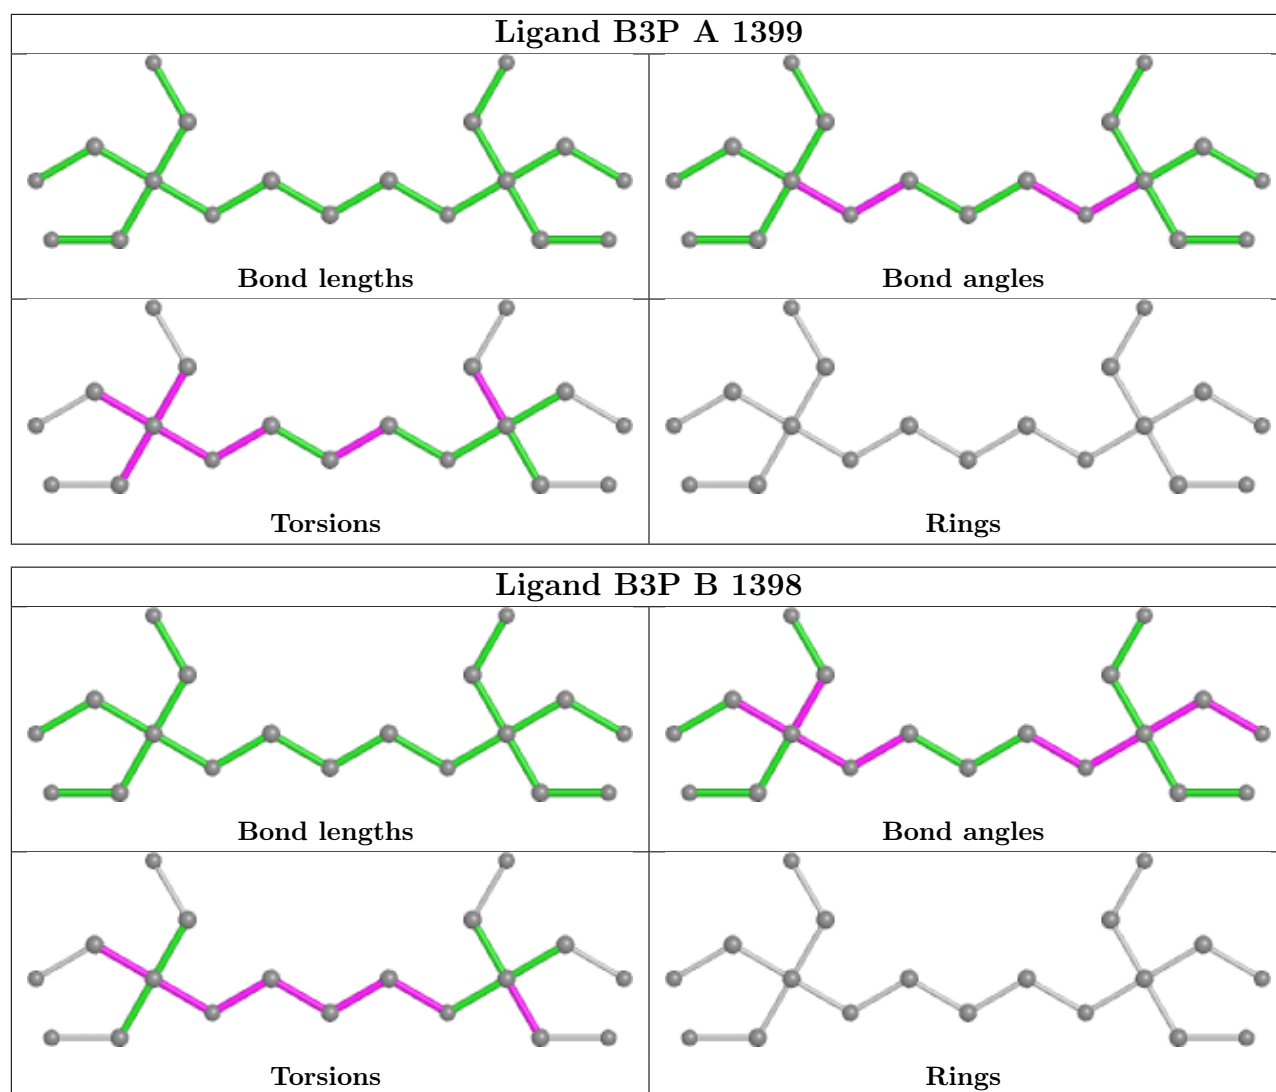 Ligand B3P A 1399
Bond lengths
Bond angles
Torsions
Rings
Ligand B3P B 1398
Bond lengths
Bond angles
Torsions
Rings